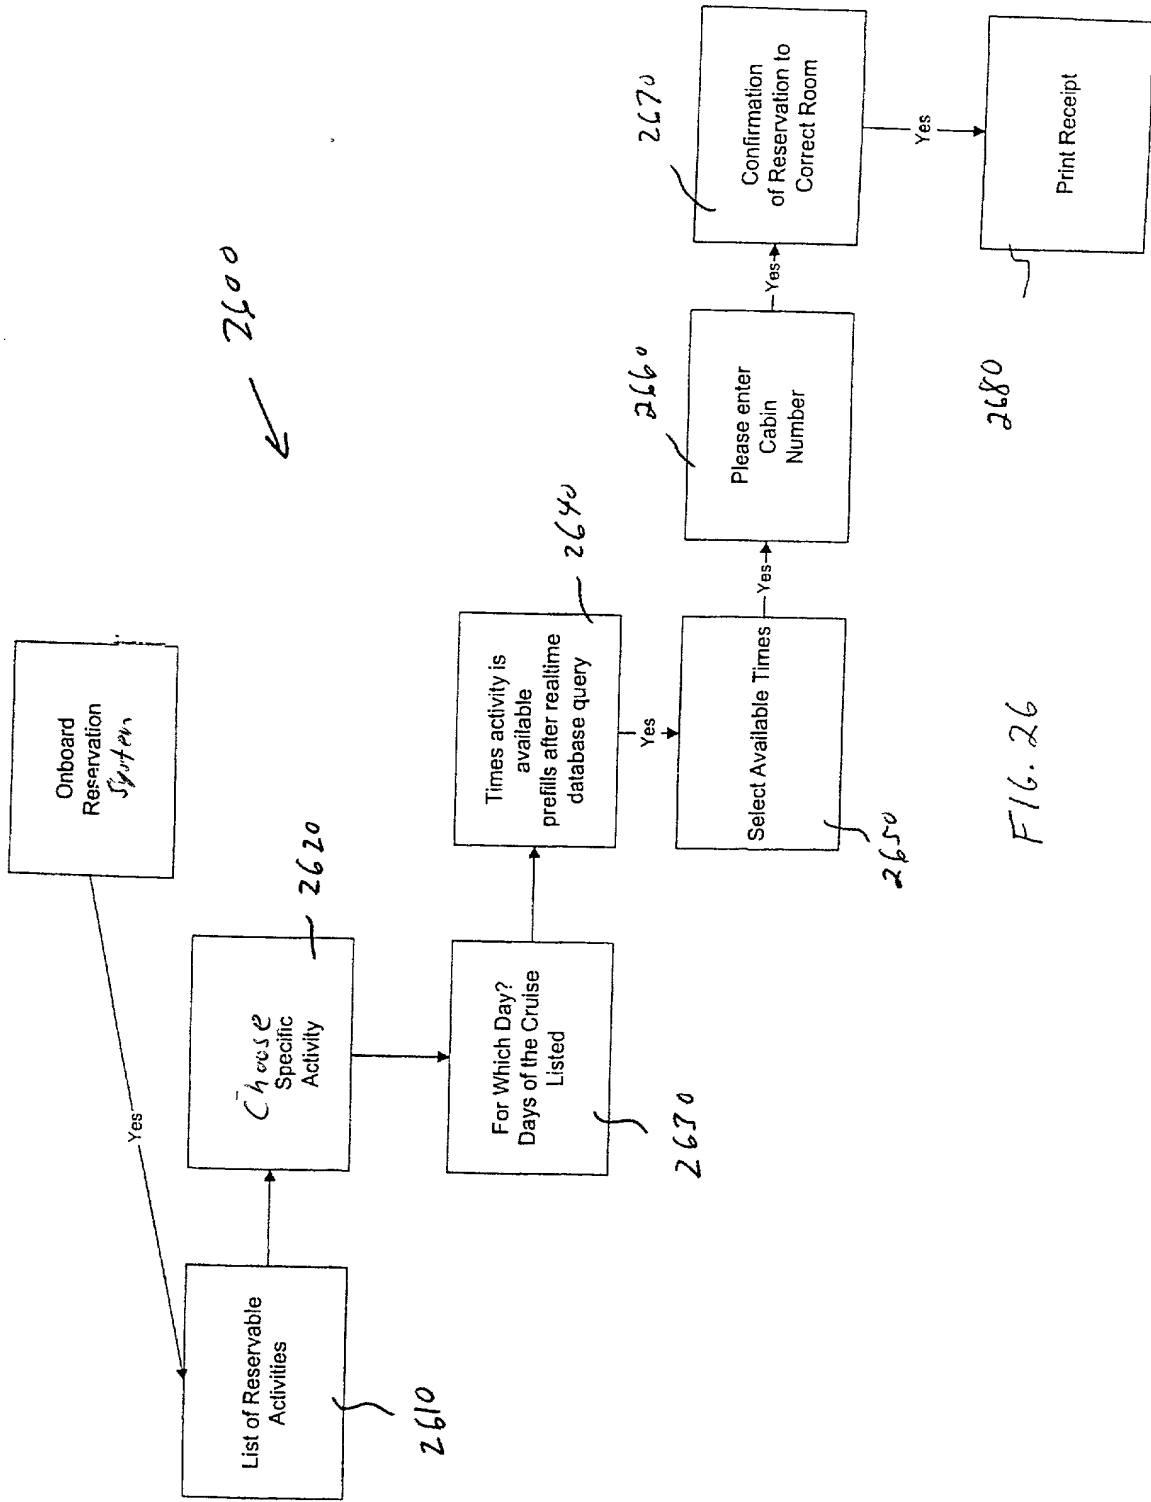 2600
Onboard
Reservation
System
Yes
List of Reservable
Activities
2610
Choose
Specific
Activity
2620
For Which Day?
Days of the Cruise
Listed
2630
Times activity is
available
prefills after realtime
database query
2640
Yes
Select Available Times
2650
Yes
Please enter
Cabin
Number
2660
Yes
Confirmation
of Reservation to
Correct Room
2670
Yes
Print Receipt
2680
FIG. 26